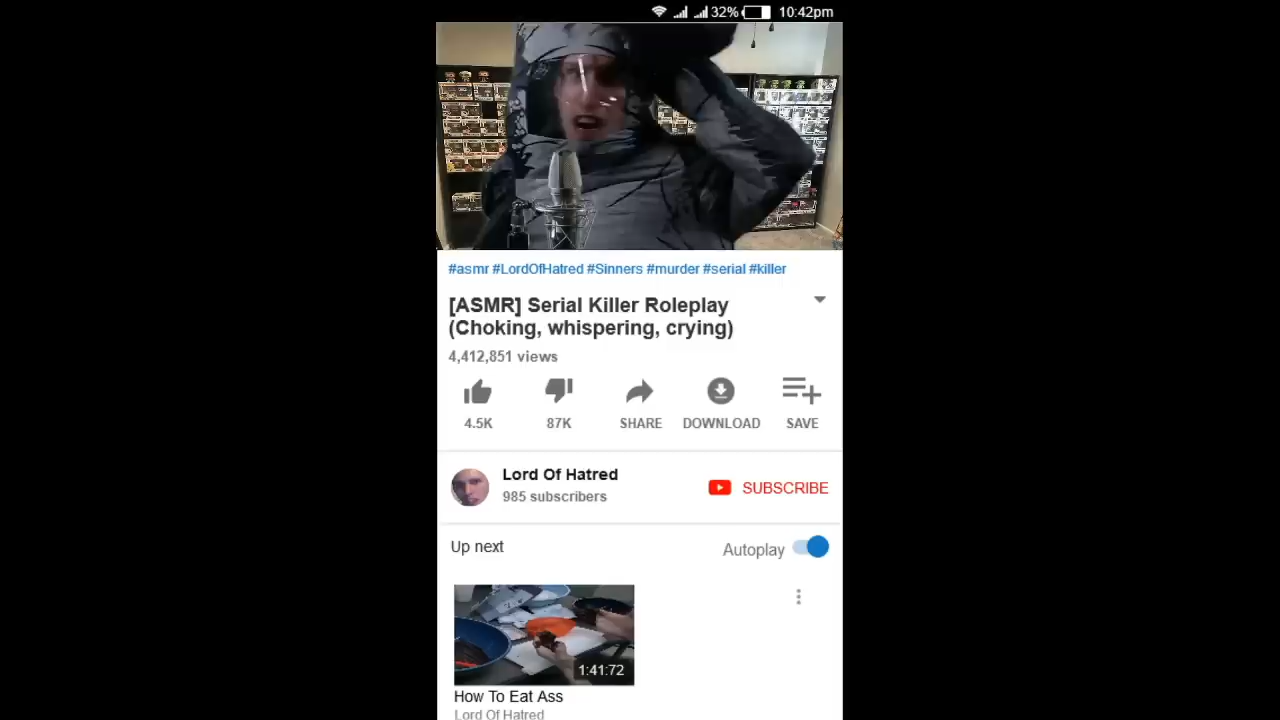 32% 10:42pm
#asmr #LordOfHatred #Sinners #murder #serial #killer
[ASMR] Serial Killer Roleplay
(Choking, whispering, crying)
4,412,851 views
4.5K 87K SHARE DOWNLOAD SAVE
Lord Of Hatred
985 subscribers
SUBSCRIBE
Up next
Autoplay
1:41:72
How To Eat Ass
Lord Of Hatred